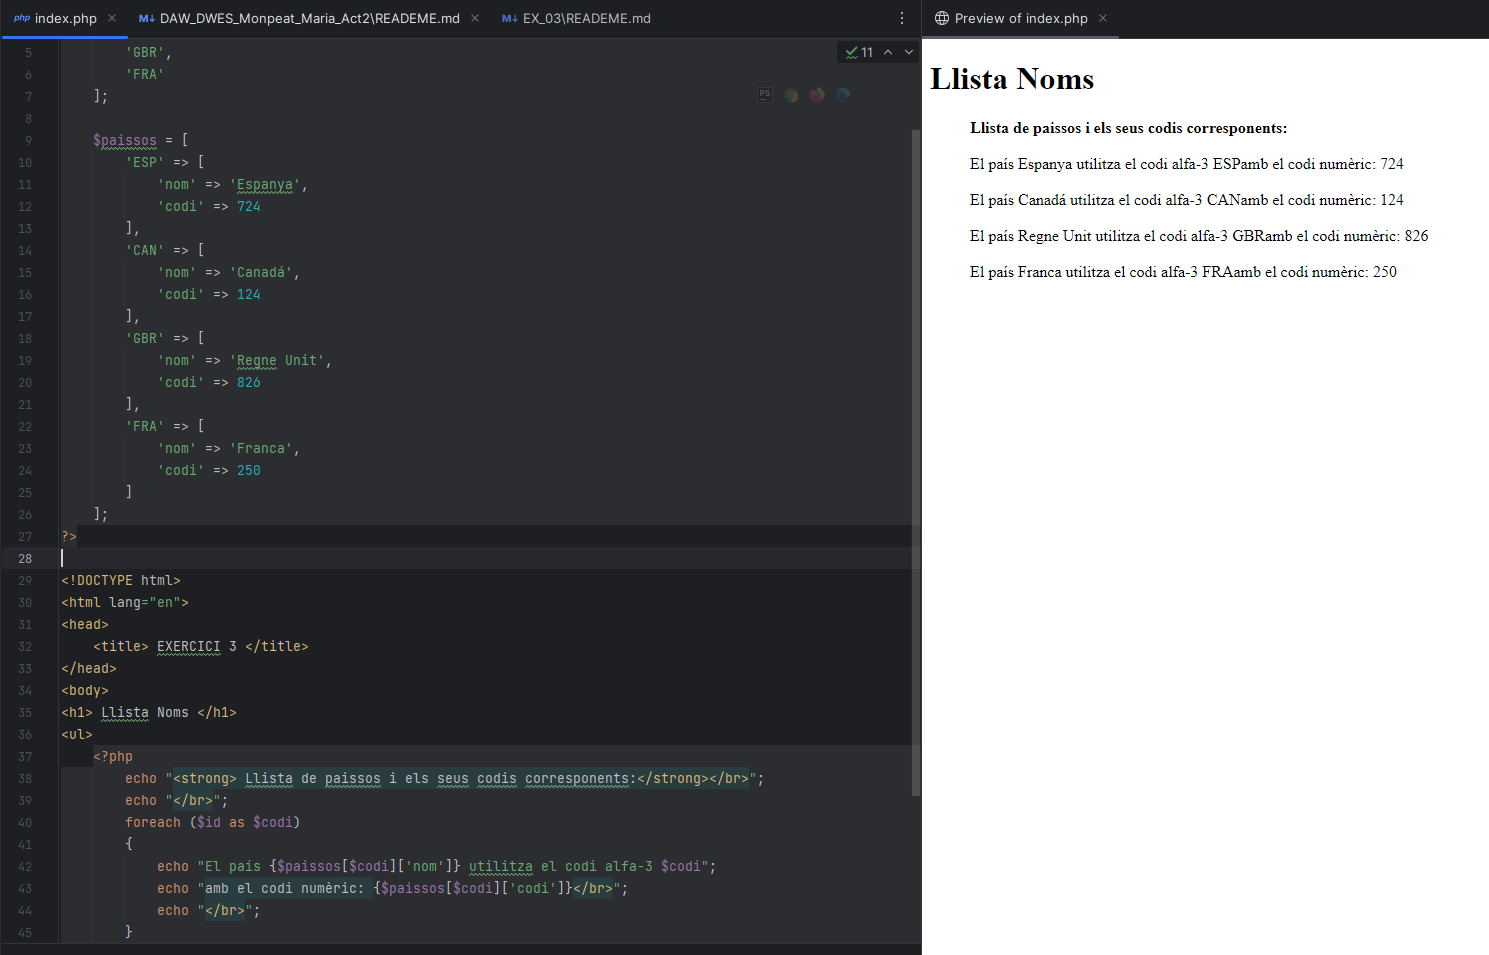 php index.php × M↓ DAW_DWES_Monpeat_Maria_Act2\READEME.md × M↓ EX_03\READEME.md
Preview of index.php ×
11
5 'GBR',
6 'FRA'
7 ];
8
9 $paissos = [
10 'ESP' => [
11 'nom' => 'Espanya',
12 'codi' => 724
13 ],
14 'CAN' => [
15 'nom' => 'Canadá',
16 'codi' => 124
17 ],
18 'GBR' => [
19 'nom' => 'Regne Unit',
20 'codi' => 826
21 ],
22 'FRA' => [
23 'nom' => 'Franca',
24 'codi' => 250
25 ]
26 ];
27 ?>
28
29 <!DOCTYPE html>
30 <html lang="en">
31 <head>
32 <title> EXERCICI 3 </title>
33 </head>
34 <body>
35 <h1> Llista Noms </h1>
36 <ul>
37 <?php
38 echo "<strong> Llista de paissos i els seus codis corresponents:</strong></br>";
39 echo "</br>";
40 foreach ($id as $codi)
41 {
42 echo "El país {$paissos[$codi]['nom']} utilitza el codi alfa-3 $codi";
43 echo "amb el codi numèric: {$paissos[$codi]['codi']}</br>";
44 echo "</br>";
45 }
PS
Llista Noms
Llista de paissos i els seus codis corresponents:
El país Espanya utilitza el codi alfa-3 ESPamb el codi numèric: 724
El país Canadá utilitza el codi alfa-3 CANamb el codi numèric: 124
El país Regne Unit utilitza el codi alfa-3 GBRamb el codi numèric: 826
El país Franca utilitza el codi alfa-3 FRAamb el codi numèric: 250